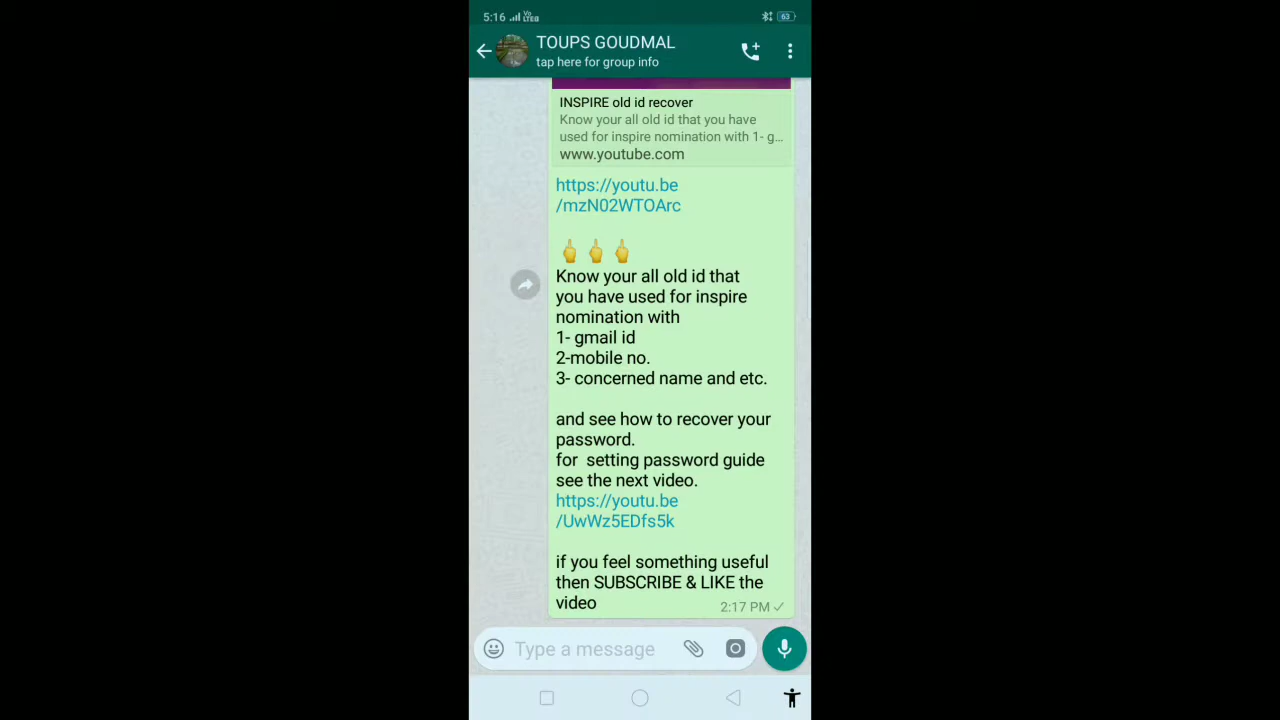 5:16 Vo LTE 63
TOUPS GOUDMAL
tap here for group info
INSPIRE old id recover
Know your all old id that you have
used for inspire nomination with 1- g...
www.youtube.com
https://youtu.be
/mzN02WTOArc
👆👆👆
Know your all old id that
you have used for inspire
nomination with
1- gmail id
2-mobile no.
3- concerned name and etc.
and see how to recover your
password.
for  setting password guide
see the next video.
https://youtu.be
/UwWz5EDfs5k
if you feel something useful
then SUBSCRIBE & LIKE the
video
2:17 PM
Type a message